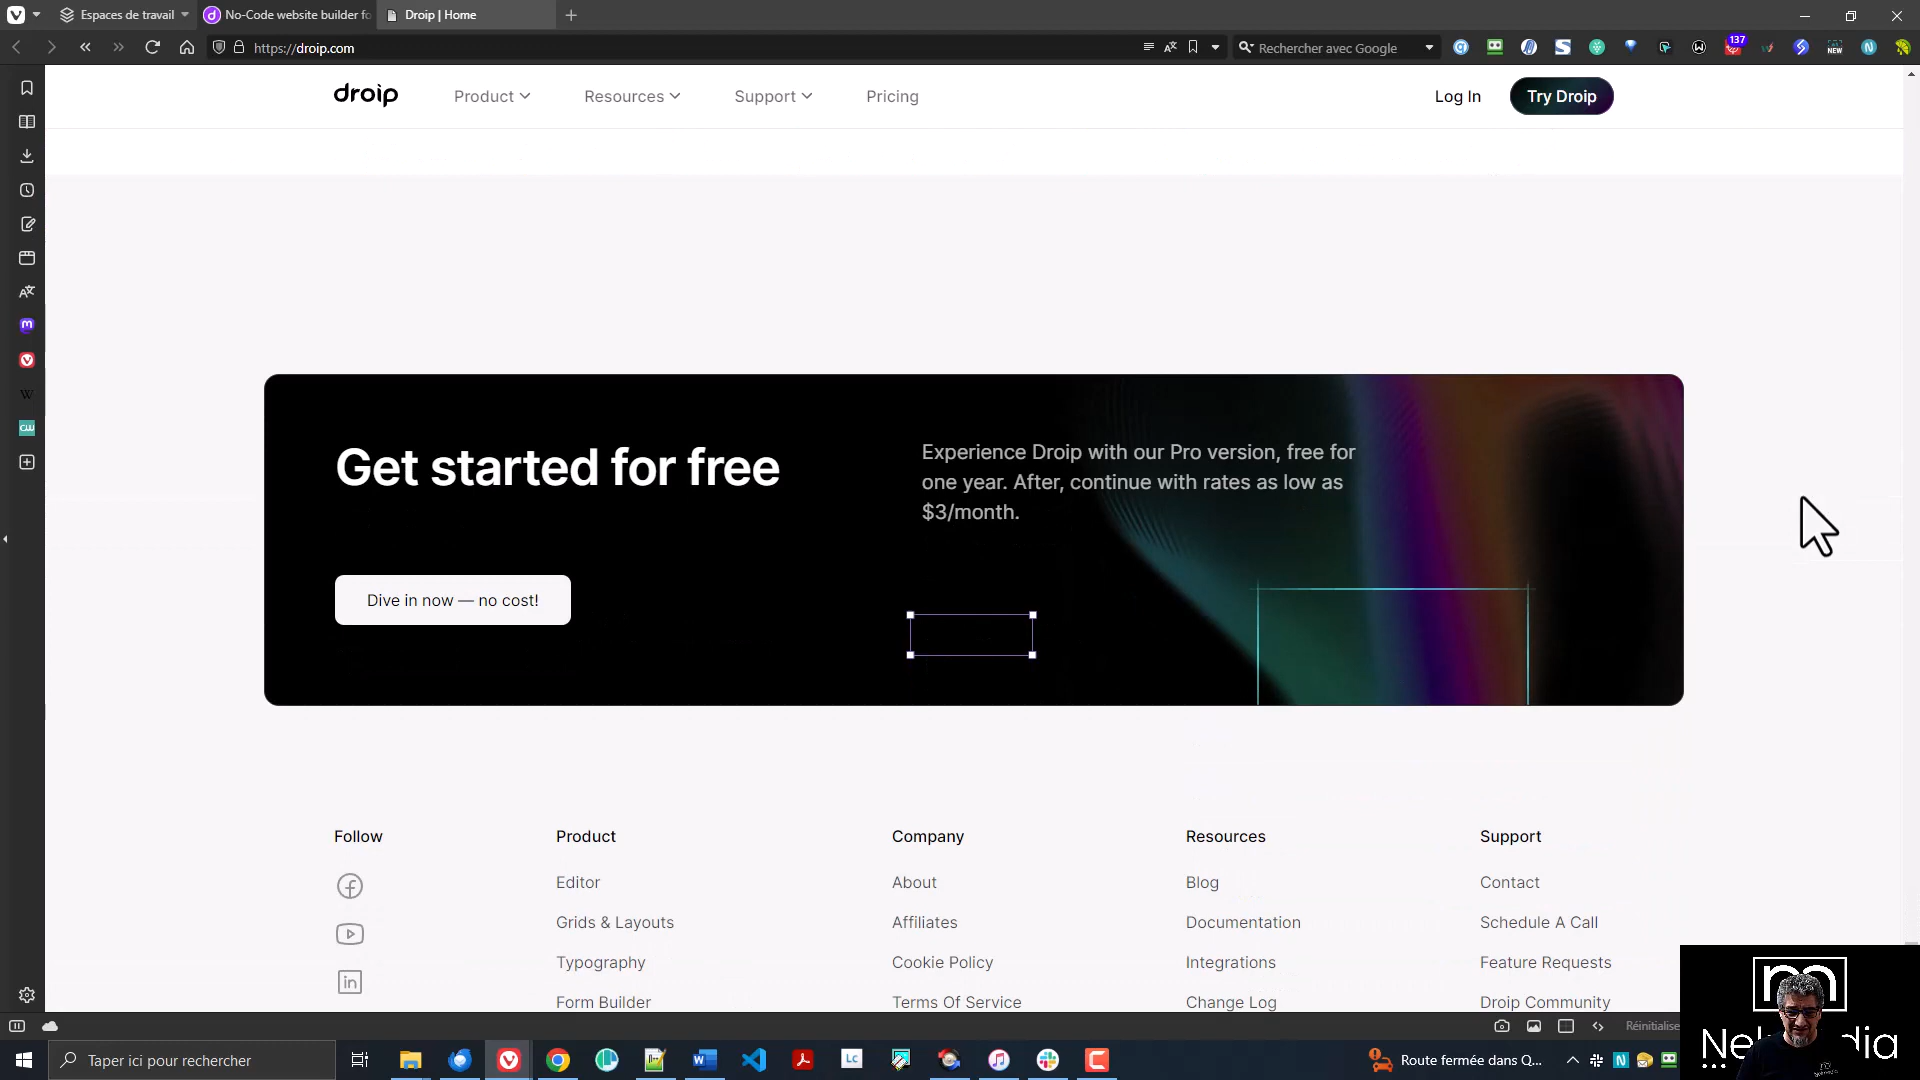 Espaces de travail
No-Code website builder fo
Droip | Home
https://droip.com
Rechercher avec Google
137
NEW
droip
Product
Resources
Support
Pricing
Log In
Try Droip
Get started for free
Experience Droip with our Pro version, free for
one year. After, continue with rates as low as
$3/month.
Dive in now — no cost!
Follow
Product
Company
Resources
Support
Editor
About
Blog
Contact
Grids & Layouts
Affiliates
Documentation
Schedule A Call
Typography
Cookie Policy
Integrations
Feature Requests
Form Builder
Terms Of Service
Change Log
Droip Community
Réinitialise
Taper ici pour rechercher
LC
Route fermée dans Q...